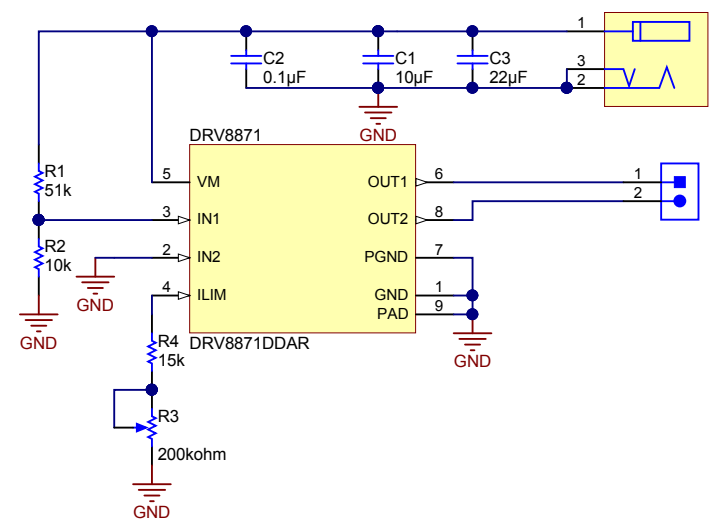 1
C2
0.1µF
C1
10µF
C3
22µF
3
2
GND
DRV8871
R1
51k
5
VM
OUT1
6
1
3
IN1
OUT2
8
2
R2
10k
2
IN2
PGND
7
GND
4
ILIM
GND
1
PAD
9
GND
R4
15k
DRV8871DDAR
GND
R3
200kohm
GND